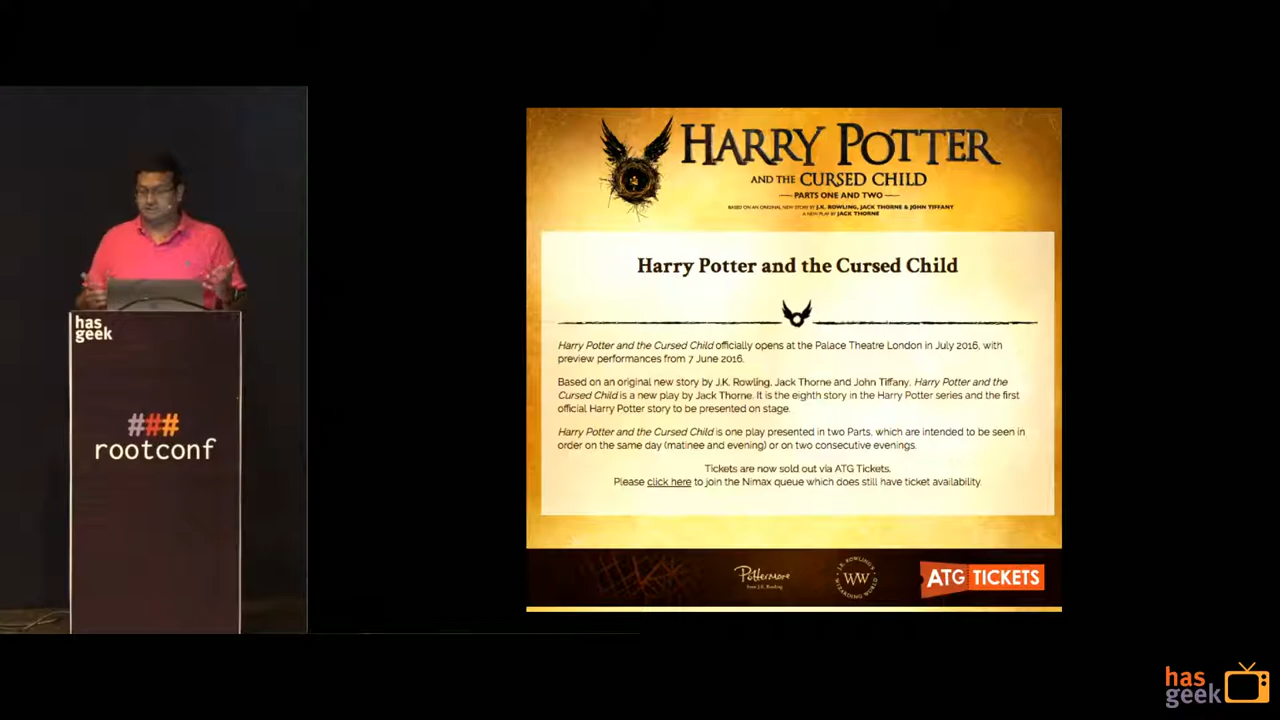 has
geek
###
rootconf
HARRY POTTER
AND THE CURSED CHILD
PARTS ONE AND TWO
BASED ON AN ORIGINAL NEW STORY BY J.K. ROWLING, JACK THORNE & JOHN TIFFANY
A NEW PLAY BY JACK THORNE
Harry Potter and the Cursed Child
Harry Potter and the Cursed Child officially opens at the Palace Theatre London in July 2016, with
preview performances from 7 June 2016.
Based on an original new story by J.K. Rowling, Jack Thorne and John Tiffany, Harry Potter and the
Cursed Child is a new play by Jack Thorne. It is the eighth story in the Harry Potter series and the first
official Harry Potter story to be presented on stage.
Harry Potter and the Cursed Child is one play presented in two Parts, which are intended to be seen in
order on the same day (matinee and evening) or on two consecutive evenings.
Tickets are now sold out via ATG Tickets.
Please click here to join the Nimax queue which does still have ticket availability.
Pottermore
from J.K. Rowling
J.K. ROWLING'S
WIZARDING WORLD
WW
ATG TICKETS
has
geek